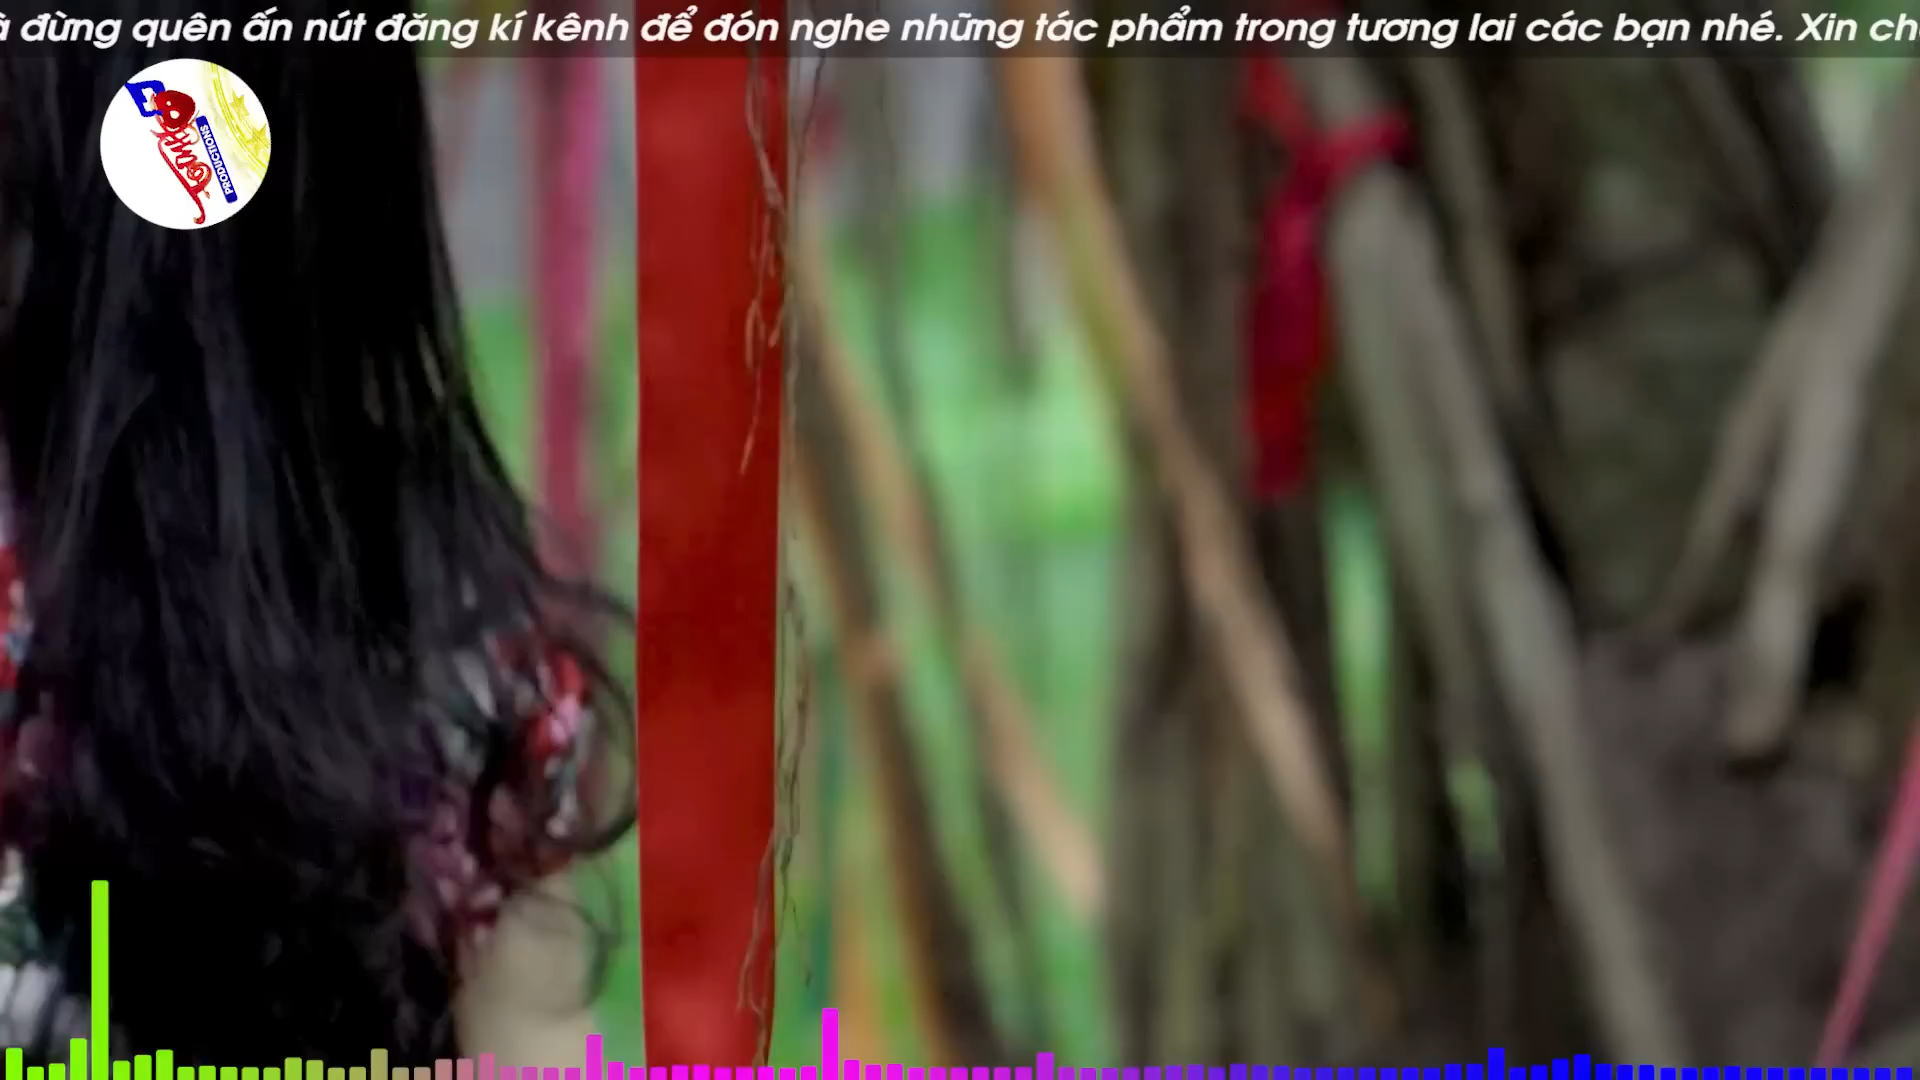 đừng quên ấn nút đăng kí kênh để đón nghe những tác phẩm trong tương lai các bạn nhé. Xin
PRODUCTIONS